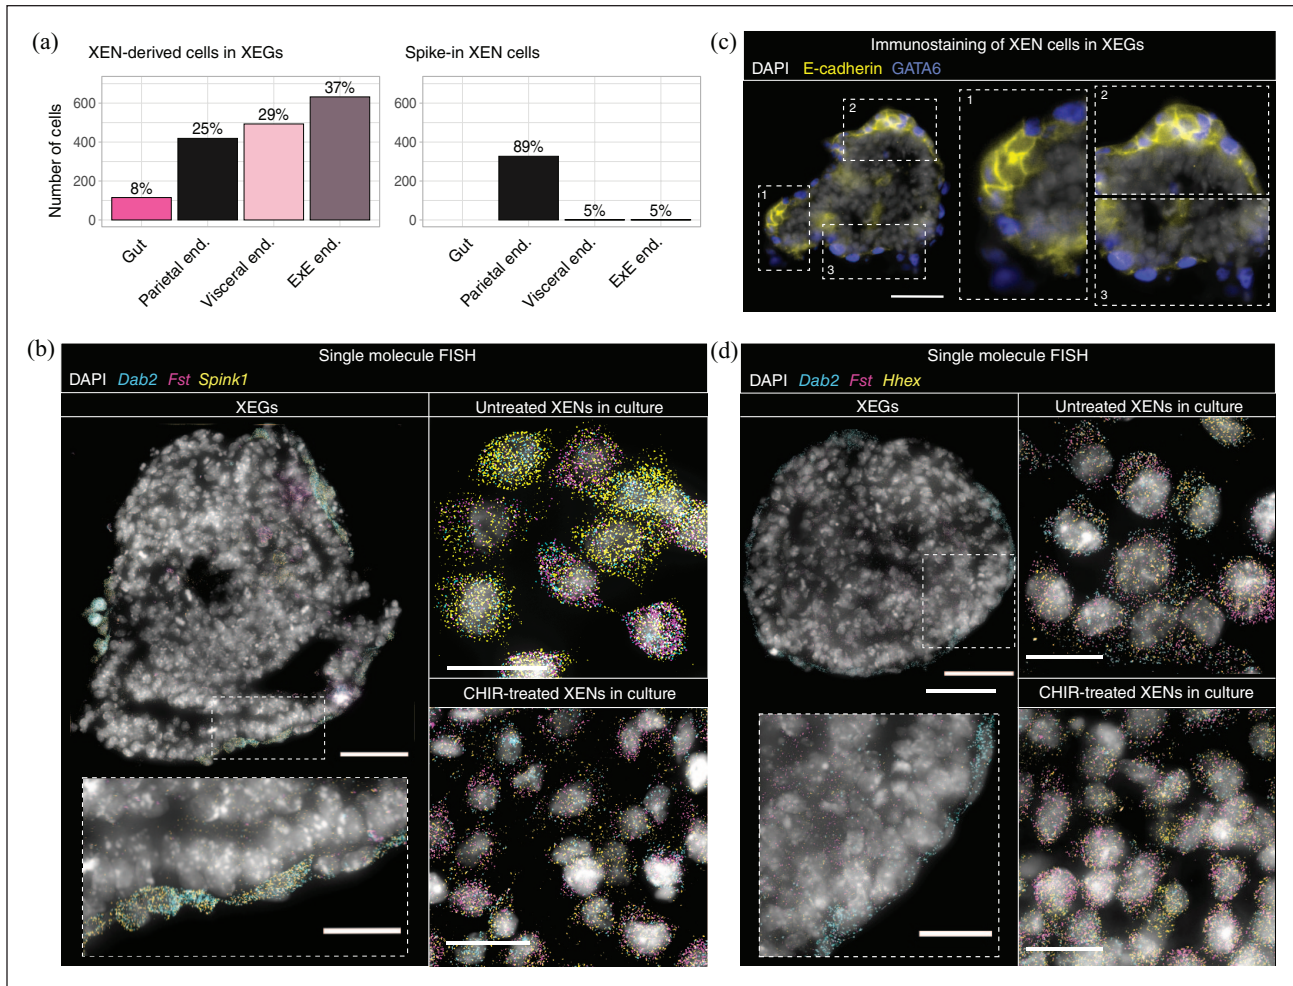 (a)
XEN-derived cells in XEGs
Number of cells
600
400
200
0
8%
25%
29%
37%
Gut
Parietal end.
Visceral end.
ExE end.
Spike-in XEN cells
600
400
200
0
89%
5%
5%
Gut
Parietal end.
Visceral end.
ExE end.
(c)
Immunostaining of XEN cells in XEGs
DAPI E-cadherin GATA6
1
2
3
1
2
3
(b)
Single molecule FISH
DAPI Dab2 Fst Spink1
XEGs
Untreated XENs in culture
CHIR-treated XENs in culture
(d)
Single molecule FISH
DAPI Dab2 Fst Hhex
XEGs
Untreated XENs in culture
CHIR-treated XENs in culture